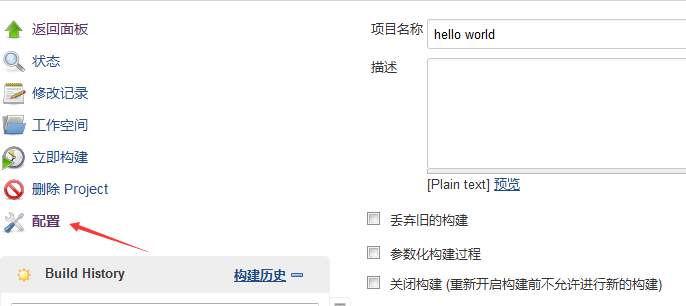 返回面板
状态
修改记录
工作空间
立即构建
删除 Project
配置
Build History 构建历史
项目名称 hello world
描述
[Plain text] 预览
丢弃旧的构建
参数化构建过程
关闭构建 (重新开启构建前不允许进行新的构建)